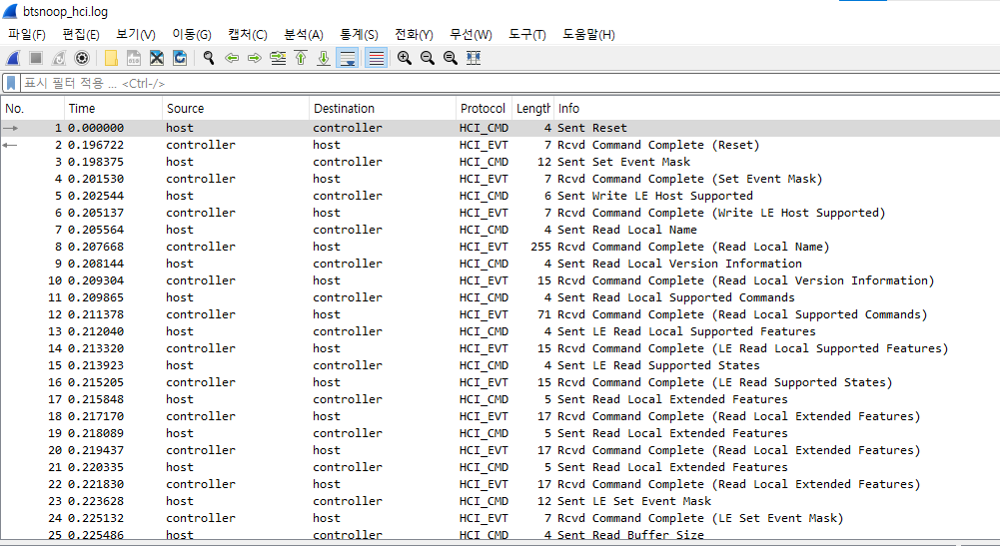 btsnoop_hci.log
파일(F) 편집(E) 보기(V) 이동(G) 캡처(C) 분석(A) 통계(S) 전화(Y) 무선(W) 도구(T) 도움말(H)
표시 필터 적용 … <Ctrl-/>
No. Time Source Destination Protocol Length Info
1 0.000000 host controller HCI_CMD 4 Sent Reset
2 0.196722 controller host HCI_EVT 7 Rcvd Command Complete (Reset)
3 0.198375 host controller HCI_CMD 12 Sent Set Event Mask
4 0.201530 controller host HCI_EVT 7 Rcvd Command Complete (Set Event Mask)
5 0.202544 host controller HCI_CMD 6 Sent Write LE Host Supported
6 0.205137 controller host HCI_EVT 7 Rcvd Command Complete (Write LE Host Supported)
7 0.205564 host controller HCI_CMD 4 Sent Read Local Name
8 0.207668 controller host HCI_EVT 255 Rcvd Command Complete (Read Local Name)
9 0.208144 host controller HCI_CMD 4 Sent Read Local Version Information
10 0.209304 controller host HCI_EVT 15 Rcvd Command Complete (Read Local Version Information)
11 0.209865 host controller HCI_CMD 4 Sent Read Local Supported Commands
12 0.211378 controller host HCI_EVT 71 Rcvd Command Complete (Read Local Supported Commands)
13 0.212040 host controller HCI_CMD 4 Sent LE Read Local Supported Features
14 0.213320 controller host HCI_EVT 15 Rcvd Command Complete (LE Read Local Supported Features)
15 0.213923 host controller HCI_CMD 4 Sent LE Read Supported States
16 0.215205 controller host HCI_EVT 15 Rcvd Command Complete (LE Read Supported States)
17 0.215848 host controller HCI_CMD 5 Sent Read Local Extended Features
18 0.217170 controller host HCI_EVT 17 Rcvd Command Complete (Read Local Extended Features)
19 0.218089 host controller HCI_CMD 5 Sent Read Local Extended Features
20 0.219437 controller host HCI_EVT 17 Rcvd Command Complete (Read Local Extended Features)
21 0.220335 host controller HCI_CMD 5 Sent Read Local Extended Features
22 0.221830 controller host HCI_EVT 17 Rcvd Command Complete (Read Local Extended Features)
23 0.223628 host controller HCI_CMD 12 Sent LE Set Event Mask
24 0.225132 controller host HCI_EVT 7 Rcvd Command Complete (LE Set Event Mask)
25 0.225486 host controller HCI_CMD 4 Sent Read Buffer Size